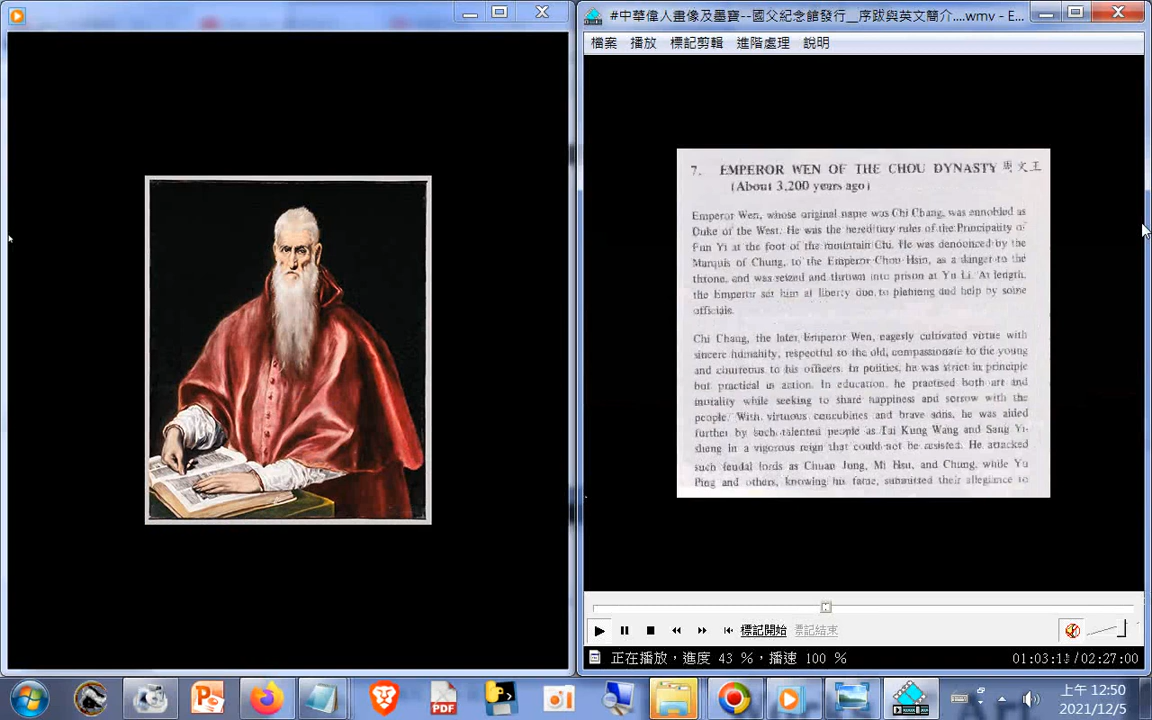 #中華偉人畫像及墨寶--國父紀念館發行__序跋與英文簡介....wmv - E...
檔案 播放 標記剪輯 進階處理 說明
7. EMPEROR WEN OF THE CHOU DYNASTY 周文王
(About 3,200 years ago)
Emperor Wen, whose original name was Chi Chang, was ennobled as
Duke of the West. He was the hereditary rules of the Principality of
at the foot of the mountain Chi. He was denounced by the
Marquis of Chung, to the Emperor Chou Hsin, as a danger to the
throne, and was seized and thrown into prison at Yu Li. At length,
the Emperor set him at liberty due to and help by some
officials.
Chi Chang, the later Emperor Wen, eagerly cultivated virtue with
sincere humanity, respectful so the old, compassionate to the young
and courteous to his officers. In politics, he was strict in principle
but practical in action. In education, he practised both art and
morality while seeking to share happiness and sorrow with the
people. With virtuous concubines and brave sons, he was aided
further by such talented people as Tai Kung Wang and Sang Yi-
sheng in a vigorous reign that could not be resisted. He attacked
such feudal lords as Chuan Jung, Mi Hsu, and Chung, while Yu
Ping and others, knowing his fame, submitted their allegiance to
標記開始 標記結束
正在播放，進度 43 %，播速 100 % 02:27:00
PDF
上午 12:50
2021/12/5